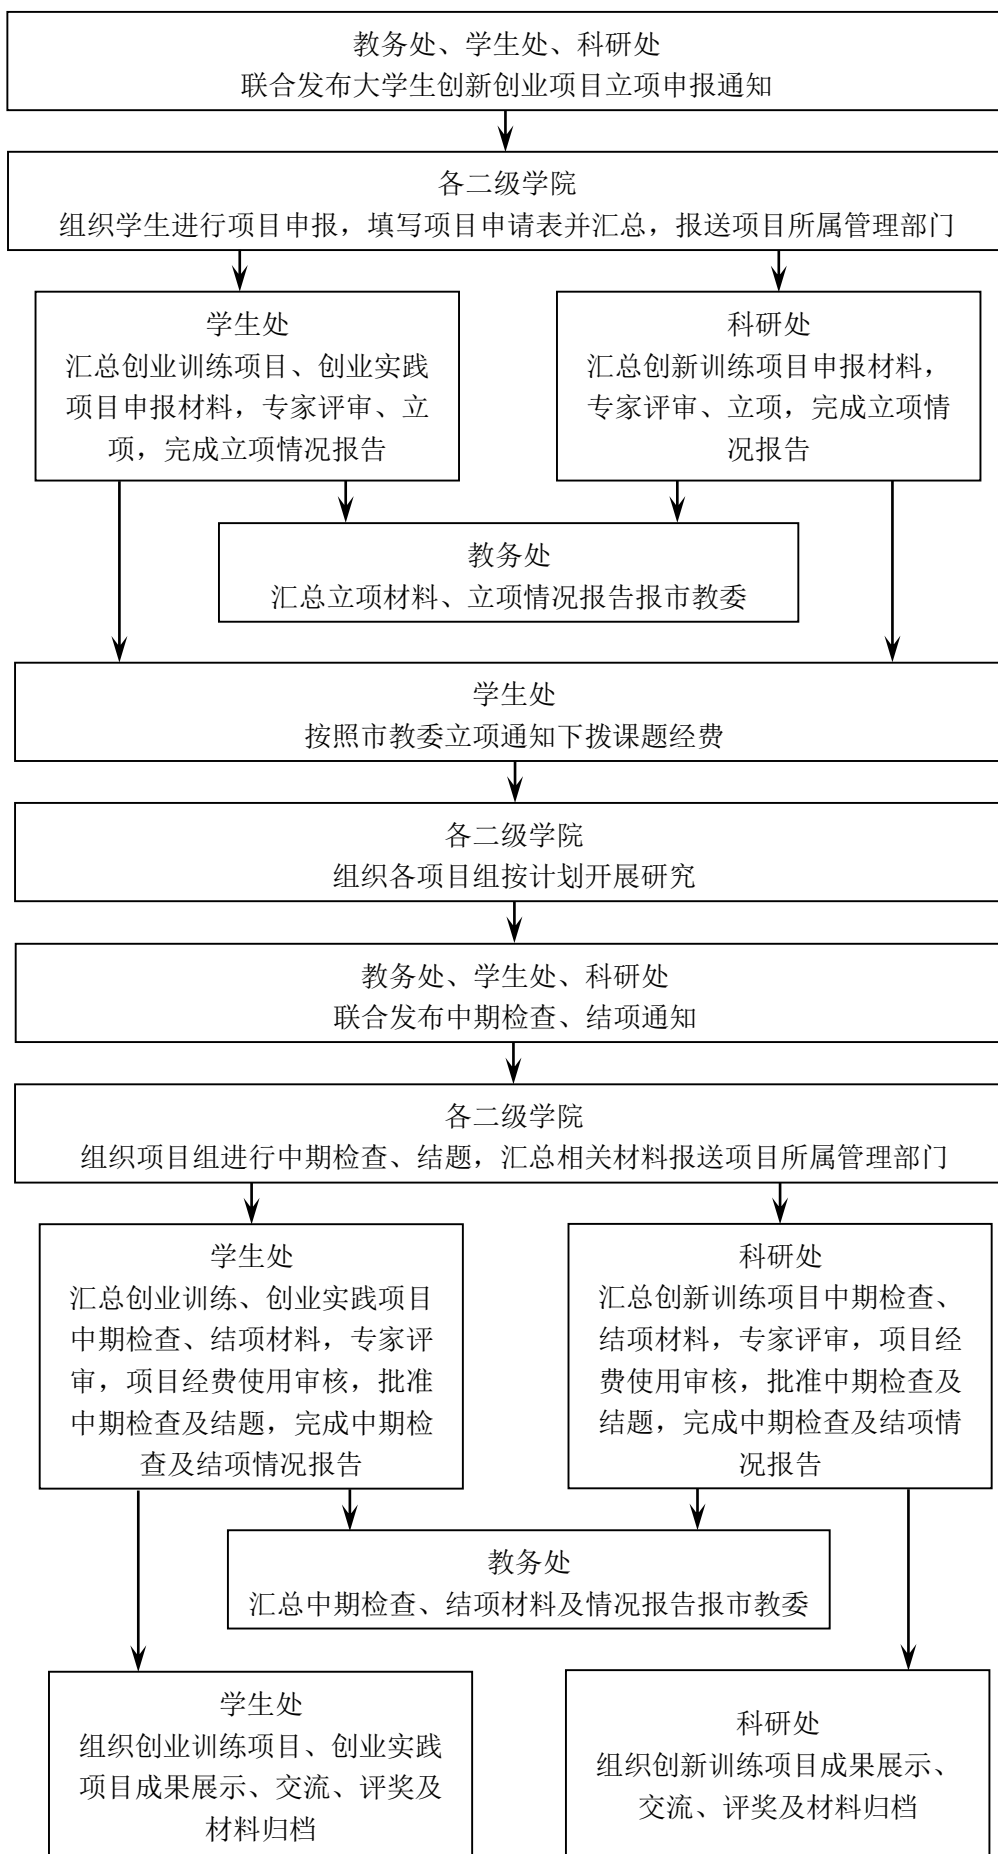 教务处、学生处、科研处
联合发布大学生创新创业项目立项申报通知
各二级学院
组织学生进行项目申报，填写项目申请表并汇总，报送项目所属管理部门
学生处
汇总创业训练项目、创业实践
项目申报材料，专家评审、立
项，完成立项情况报告
科研处
汇总创新训练项目申报材料，
专家评审、立项，完成立项情
况报告
教务处
汇总立项材料、立项情况报告报市教委
学生处
按照市教委立项通知下拨课题经费
各二级学院
组织各项目组按计划开展研究
教务处、学生处、科研处
联合发布中期检查、结项通知
各二级学院
组织项目组进行中期检查、结题，汇总相关材料报送项目所属管理部门
学生处
汇总创业训练、创业实践项目
中期检查、结项材料，专家评
审，项目经费使用审核，批准
中期检查及结题，完成中期检
查及结项情况报告
科研处
汇总创新训练项目中期检查、
结项材料，专家评审，项目经
费使用审核，批准中期检查及
结题，完成中期检查及结项情
况报告
教务处
汇总中期检查、结项材料及情况报告报市教委
学生处
组织创业训练项目、创业实践
项目成果展示、交流、评奖及
材料归档
科研处
组织创新训练项目成果展示、
交流、评奖及材料归档